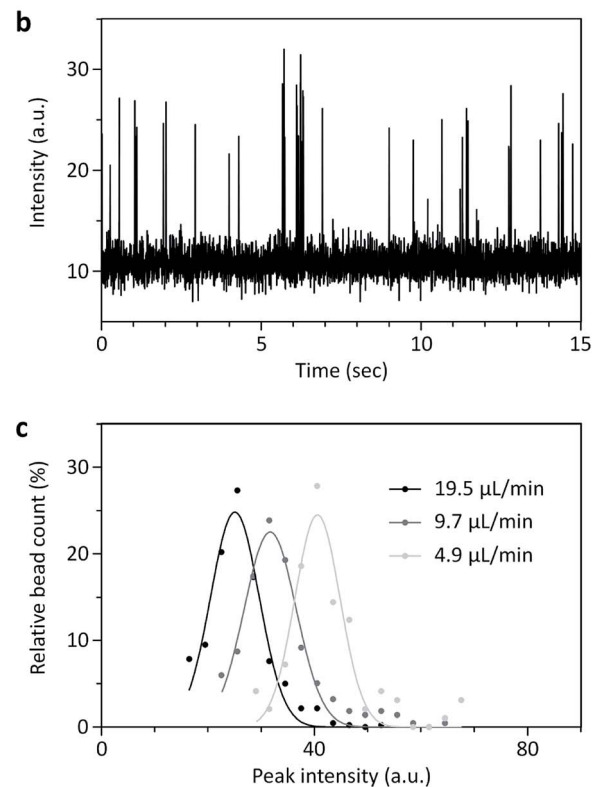 b
30
20
10
Intensity (a.u.)
0 5 10 15
Time (sec)
c
30
20
10
0
Relative bead count (%)
19.5 µL/min
9.7 µL/min
4.9 µL/min
0 40 80
Peak intensity (a.u.)